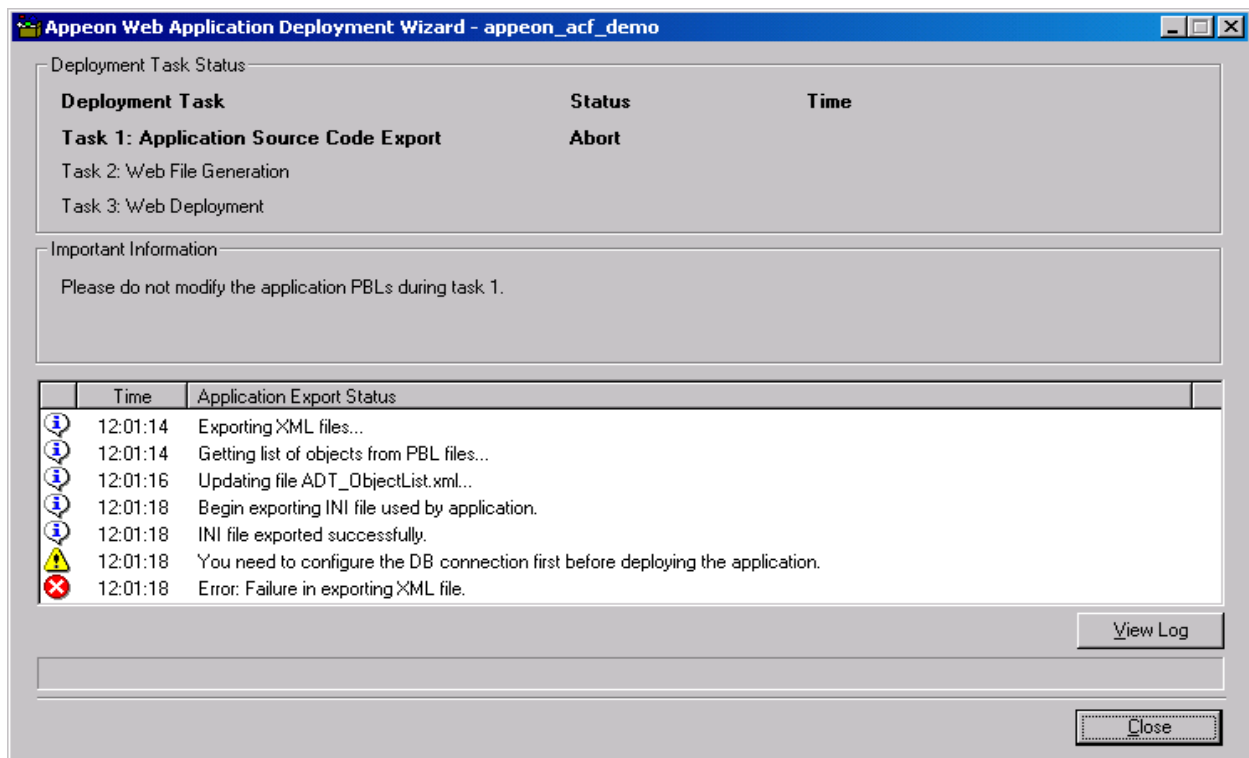 Appeon Web Application Deployment Wizard - appeon_acf_demo
Deployment Task Status
Deployment Task Status Time
Task 1: Application Source Code Export Abort
Task 2: Web File Generation
Task 3: Web Deployment
Important Information
Please do not modify the application PBLs during task 1.
Time Application Export Status
12:01:14 Exporting XML files...
12:01:14 Getting list of objects from PBL files...
12:01:16 Updating file ADT_ObjectList.xml...
12:01:18 Begin exporting INI file used by application.
12:01:18 INI file exported successfully.
12:01:18 You need to configure the DB connection first before deploying the application.
12:01:18 Error: Failure in exporting XML file.
View Log
Close